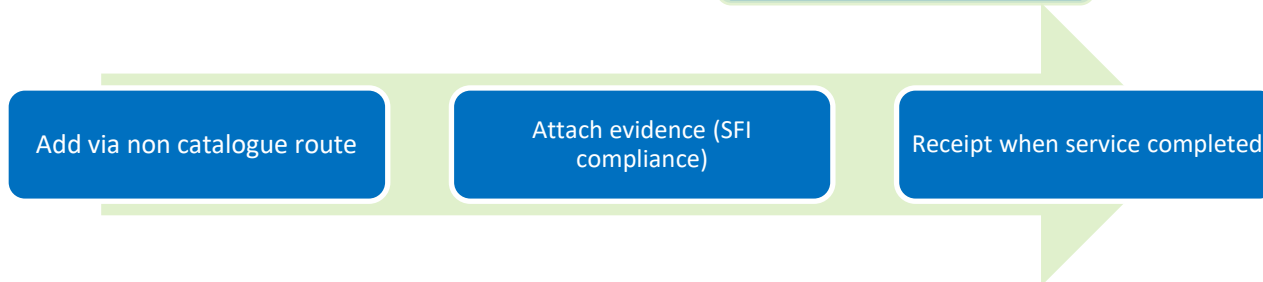 Add via non catalogue route
Attach evidence (SFI
compliance)
Receipt when service completed